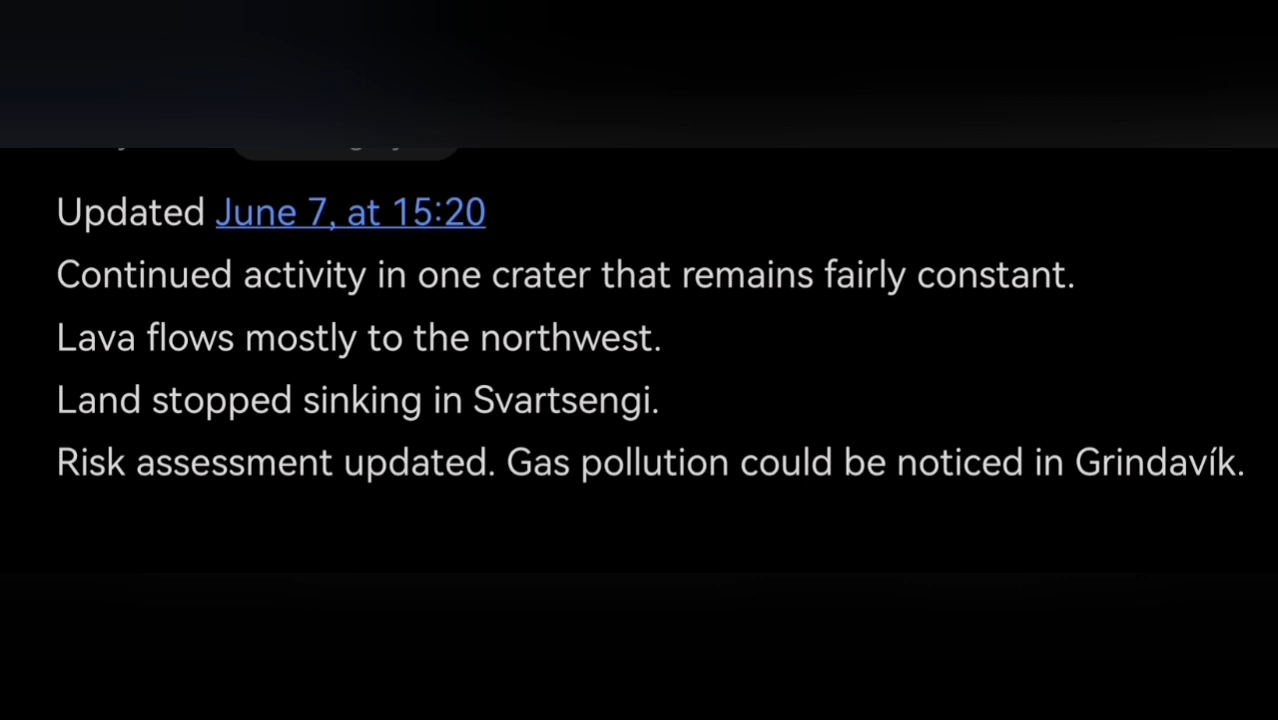 Updated June 7, at 15:20
Continued activity in one crater that remains fairly constant.
Lava flows mostly to the northwest.
Land stopped sinking in Svartsengi.
Risk assessment updated. Gas pollution could be noticed in Grindavík.